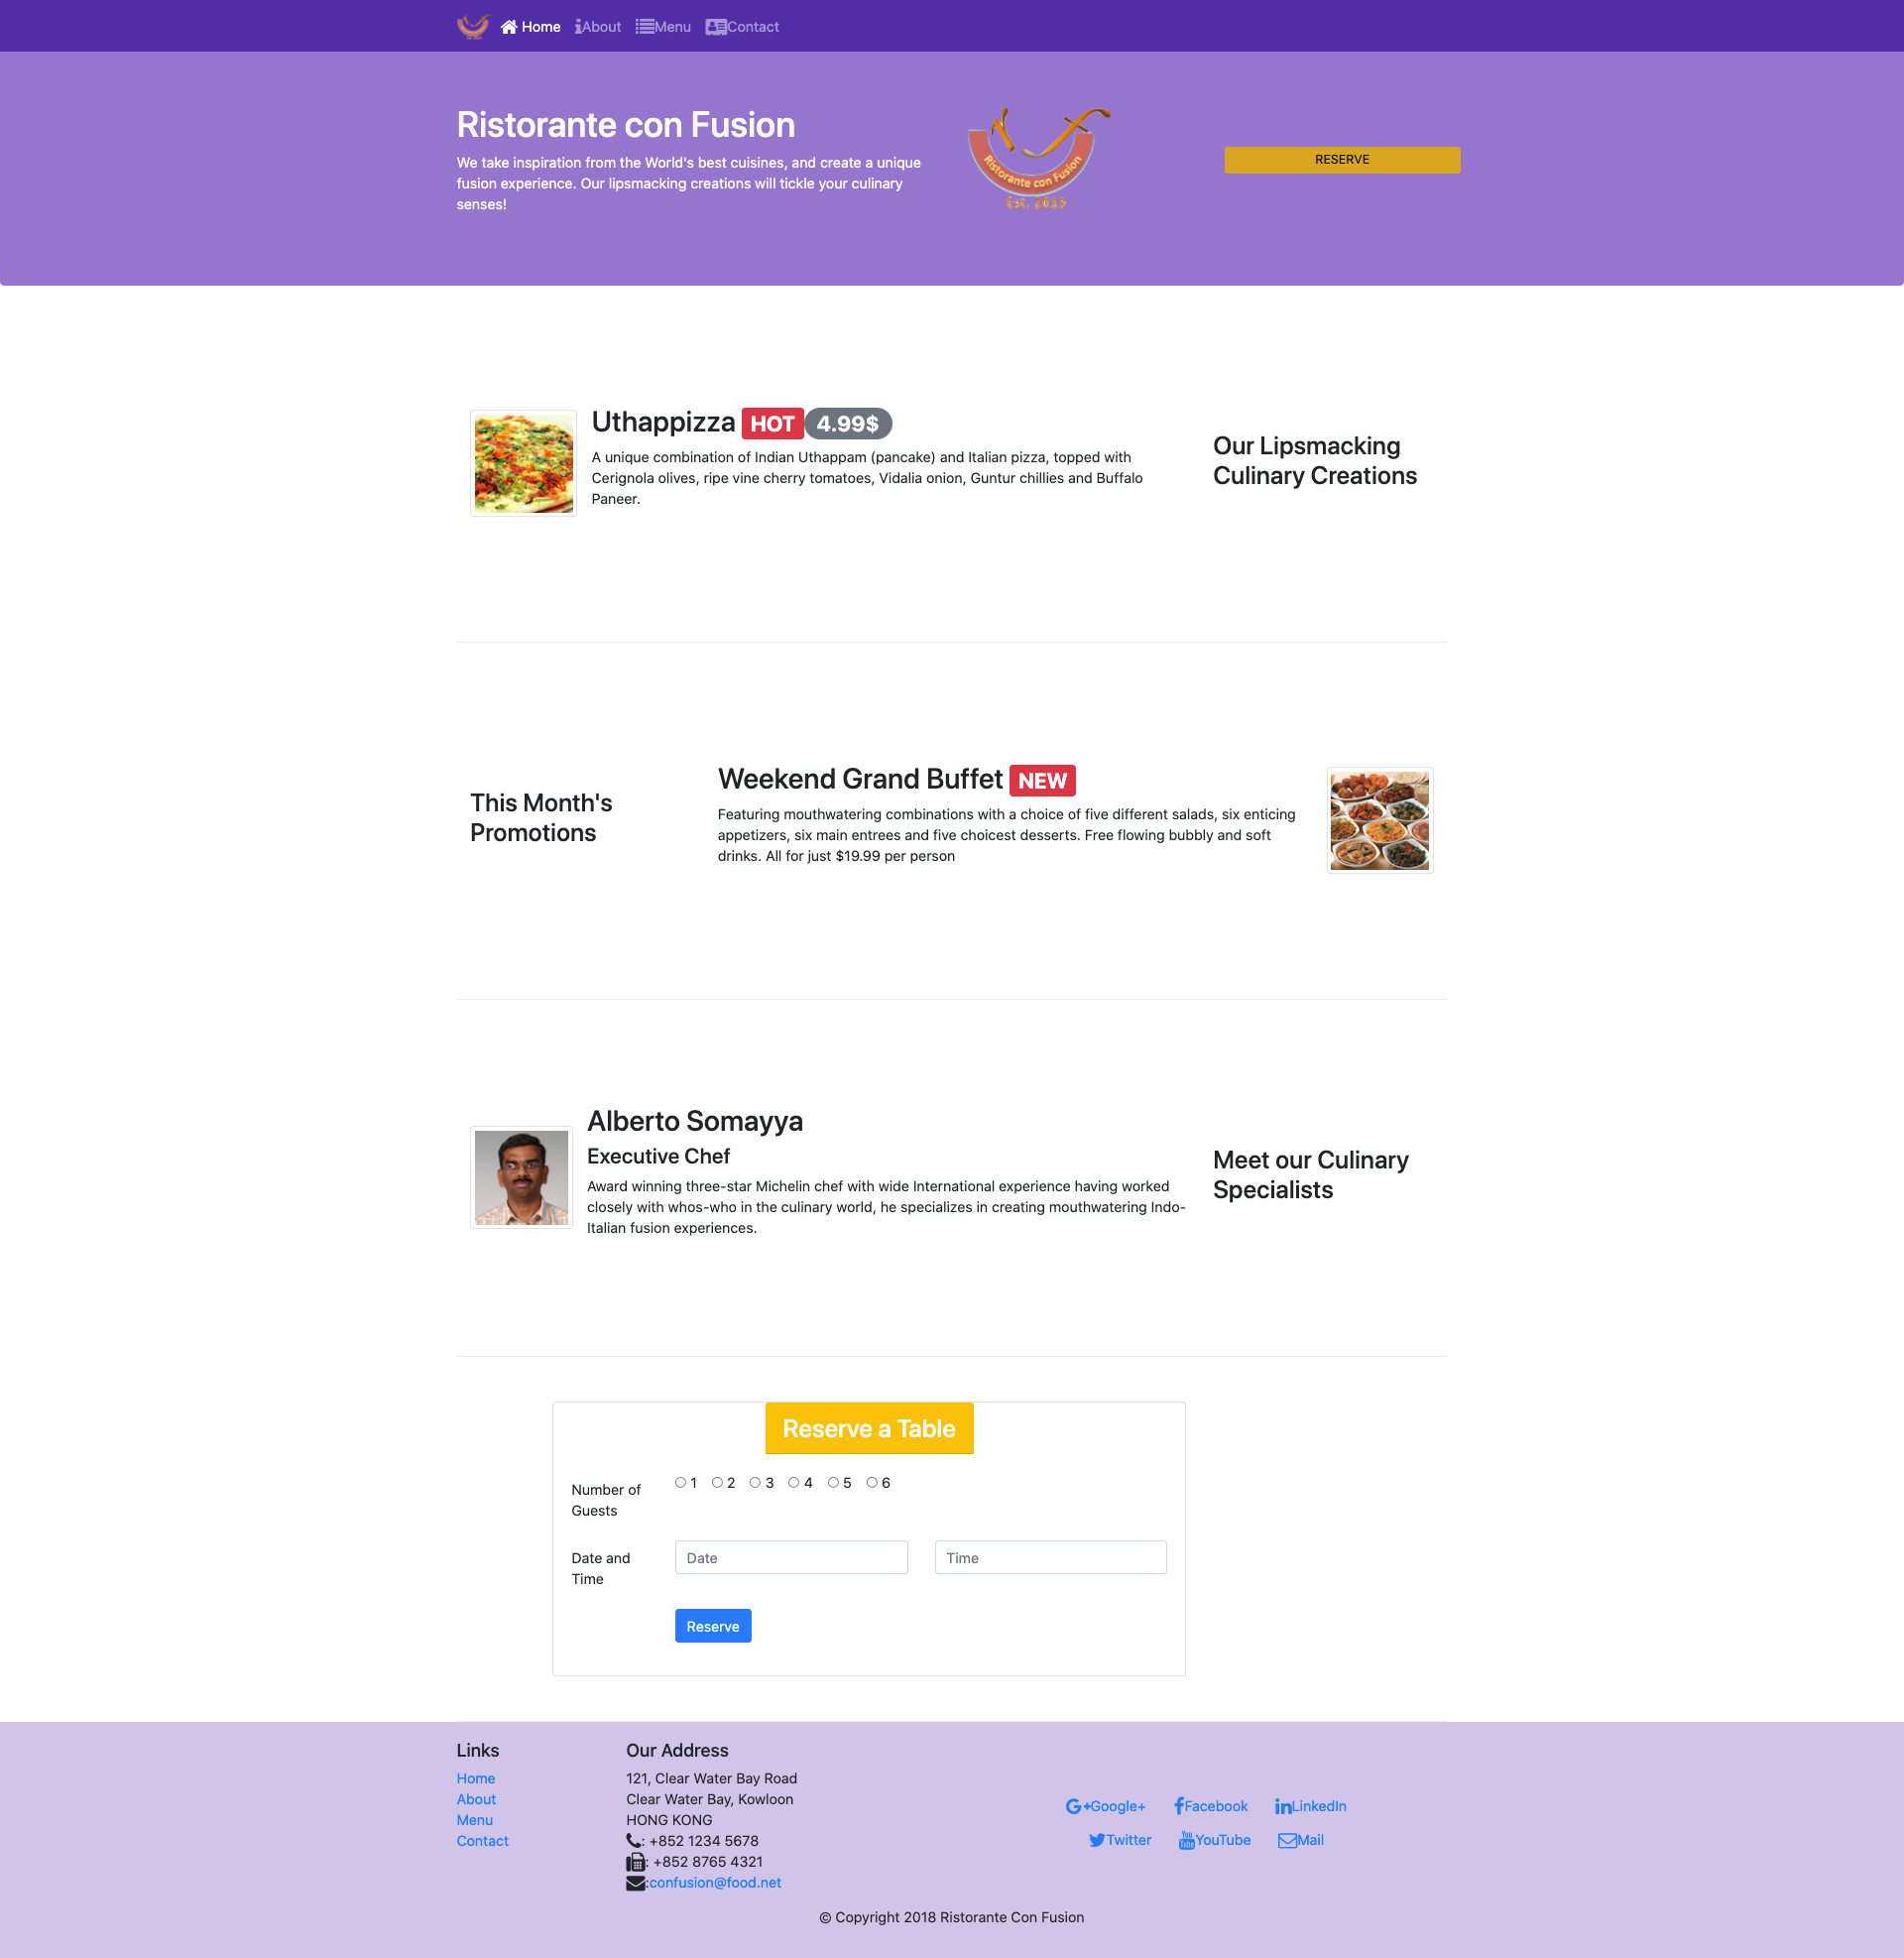 Home About Menu Contact
Ristorante con Fusion
We take inspiration from the World's best cuisines, and create a unique
fusion experience. Our lipsmacking creations will tickle your culinary
senses!
Ristorante con Fusion
Est. 2015
RESERVE
Uthappizza HOT 4.99$
A unique combination of Indian Uthappam (pancake) and Italian pizza, topped with
Cerignola olives, ripe vine cherry tomatoes, Vidalia onion, Guntur chillies and Buffalo
Paneer.
Our Lipsmacking
Culinary Creations
This Month's
Promotions
Weekend Grand Buffet NEW
Featuring mouthwatering combinations with a choice of five different salads, six enticing
appetizers, six main entrees and five choicest desserts. Free flowing bubbly and soft
drinks. All for just $19.99 per person
Alberto Somayya
Executive Chef
Award winning three-star Michelin chef with wide International experience having worked
closely with whos-who in the culinary world, he specializes in creating mouthwatering Indo-
Italian fusion experiences.
Meet our Culinary
Specialists
Reserve a Table
Number of
Guests
1 2 3 4 5 6
Date and
Time
Date
Time
Reserve
Links
Home
About
Menu
Contact
Our Address
121, Clear Water Bay Road
Clear Water Bay, Kowloon
HONG KONG
: +852 1234 5678
: +852 8765 4321
:confusion@food.net
Google+ Facebook LinkedIn
Twitter YouTube Mail
© Copyright 2018 Ristorante Con Fusion